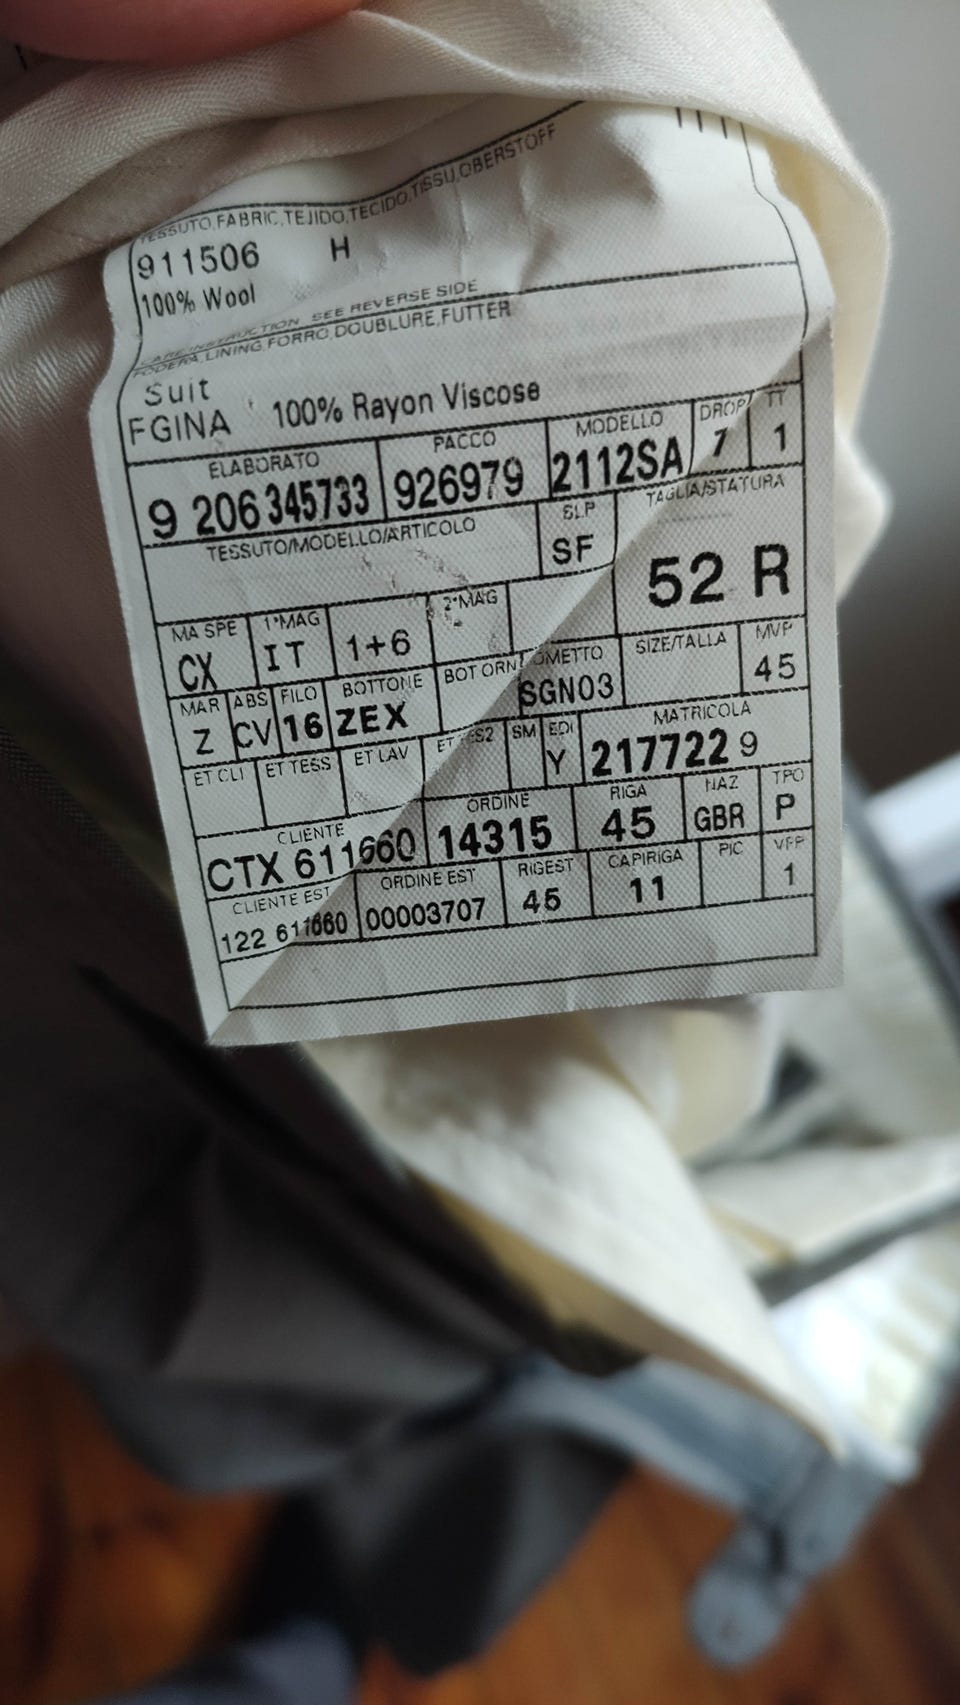 TESSUTO,FABRIC,TEJIDO,TECIDO,TISSU,OBERSTOFF
911506 H
100% Wool
CARE INSTRUCTION SEE REVERSE SIDE
FODERA,LINING,FORRO,DOUBLURE,FUTTER
Suit
FGINA 100% Rayon Viscose
ELABORATO PACCO MODELLO DROP TT
9 206 345733 926979 2112SA 7 1
TESSUTO/MODELLO/ARTICOLO SLP TAGLIA/STATURA
SF 52 R
MA SPE 1°MAG 2°MAG
CX IT 1+6
MAR ABS FILO BOTTONE BOT ORN OMETTO SIZE/TALLA MVP
Z CV 16 ZEX SGN03 45
ET CLI ET TESS ET LAV SM EDI MATRICOLA
Y 217722 9
CLIENTE ORDINE RIGA NAZ TPO
CTX 611660 14315 45 GBR P
CLIENTE EST ORDINE EST RIGEST CAPIRIGA PIC VFP
122 611660 00003707 45 11 1